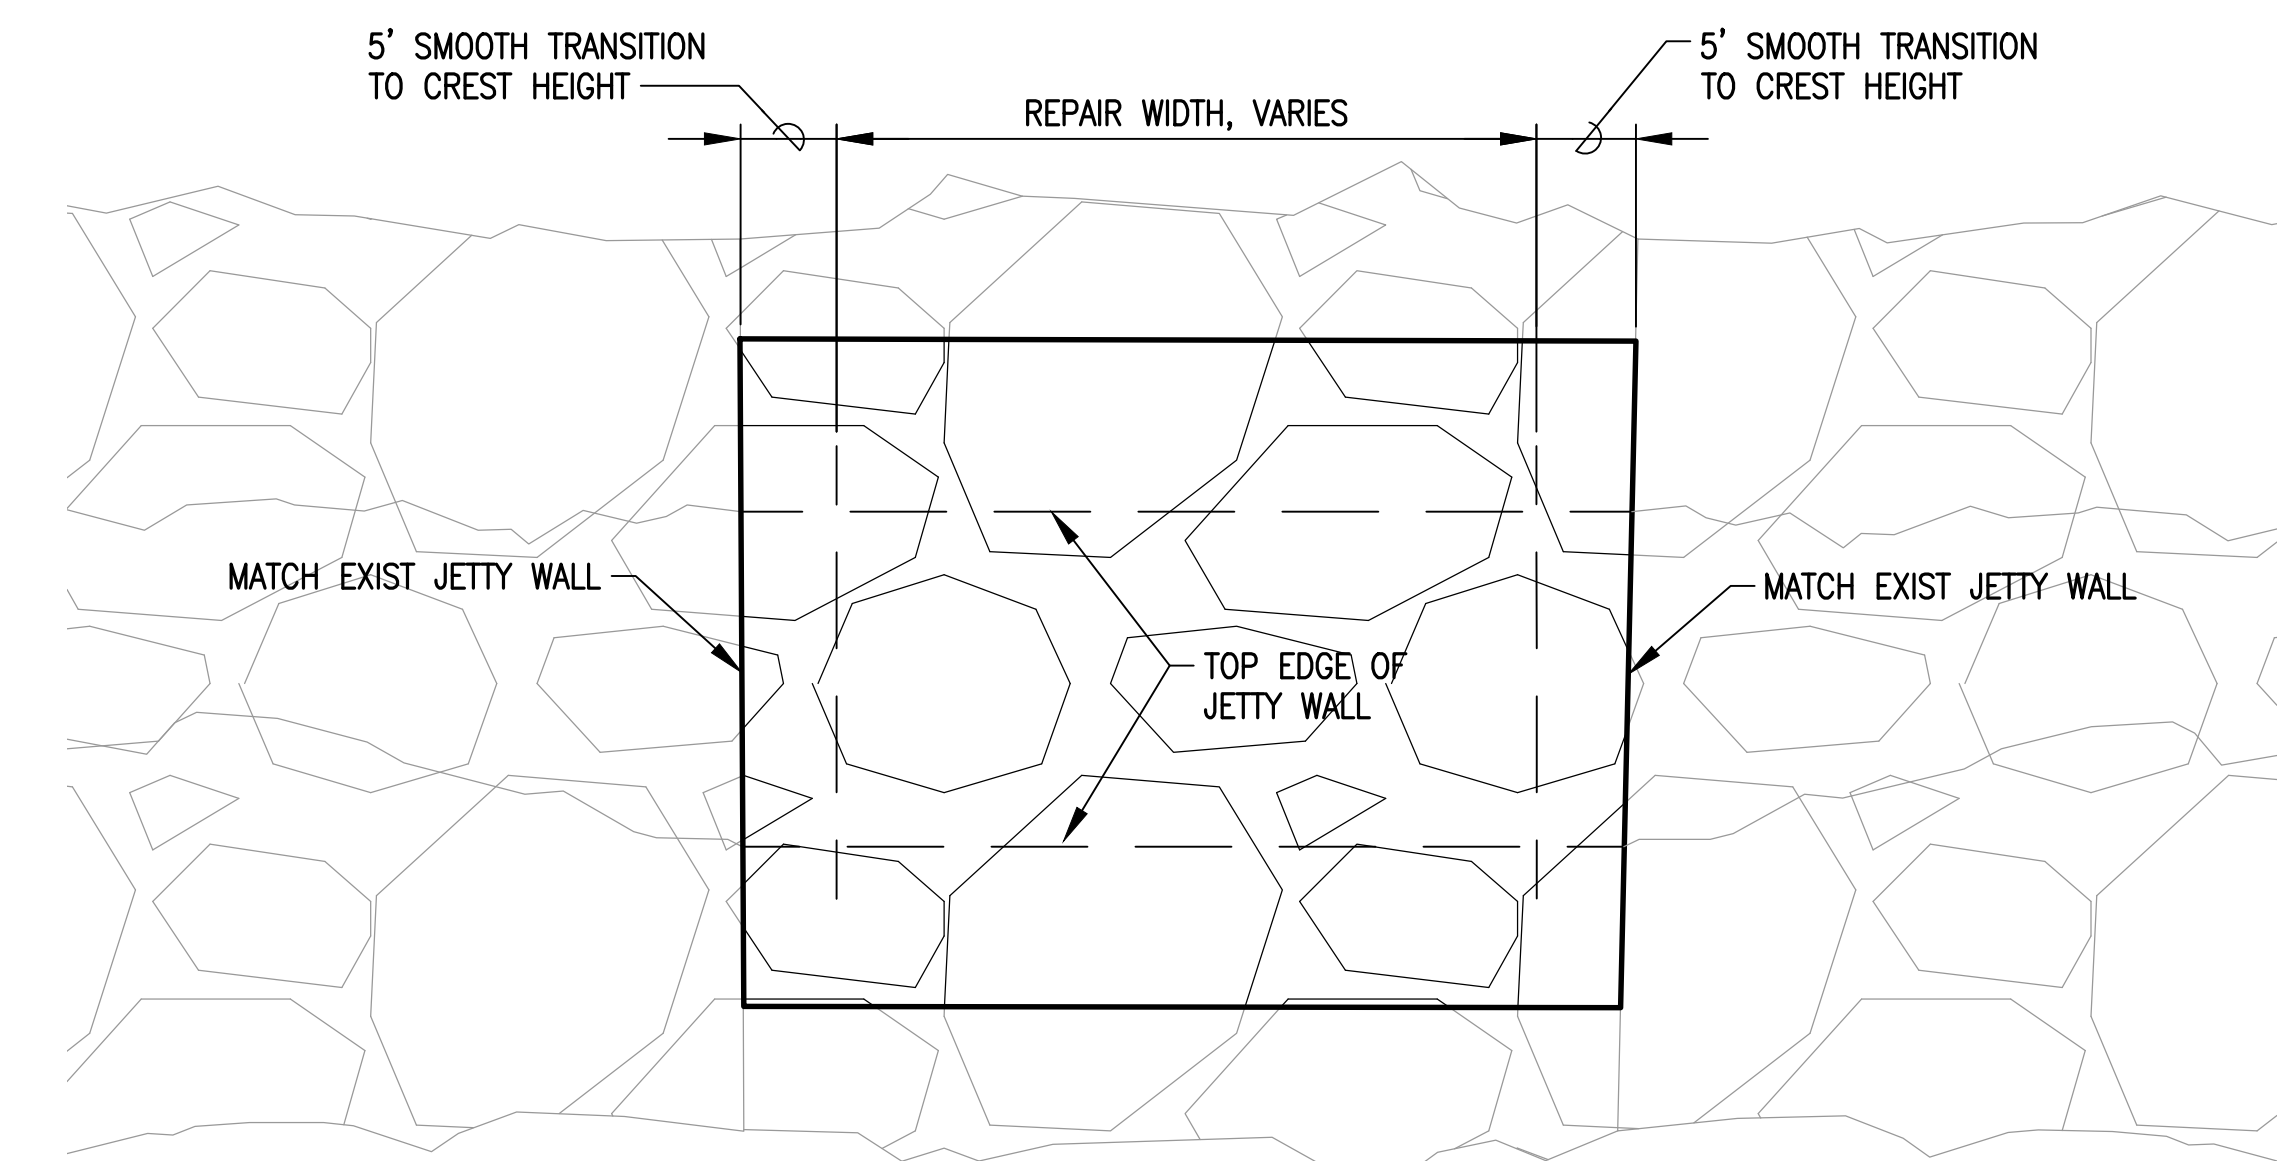 5' SMOOTH TRANSITION
TO CREST HEIGHT
5' SMOOTH TRANSITION
TO CREST HEIGHT
REPAIR WIDTH, VARIES
MATCH EXIST JETTY WALL
MATCH EXIST JETTY WALL
TOP EDGE OF
JETTY WALL